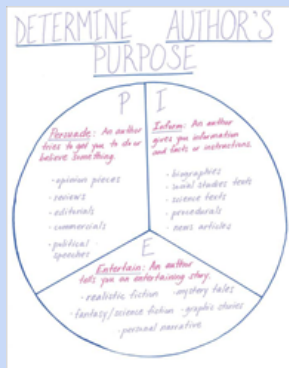 DETERMINE AUTHOR'S
PURPOSE
P
Persuade: An author
tries to get you to do or
believe something.
- opinion pieces
- reviews
- editorials
- commercials
- political
speeches
I
Inform: An author
gives you information
and facts or instructions.
- biographies
- social studies texts
- science texts
- procedurals
- news articles
E
Entertain: An author
tells you an entertaining story.
- realistic fiction - mystery tales
- fantasy/science fiction - graphic stories
- personal narrative